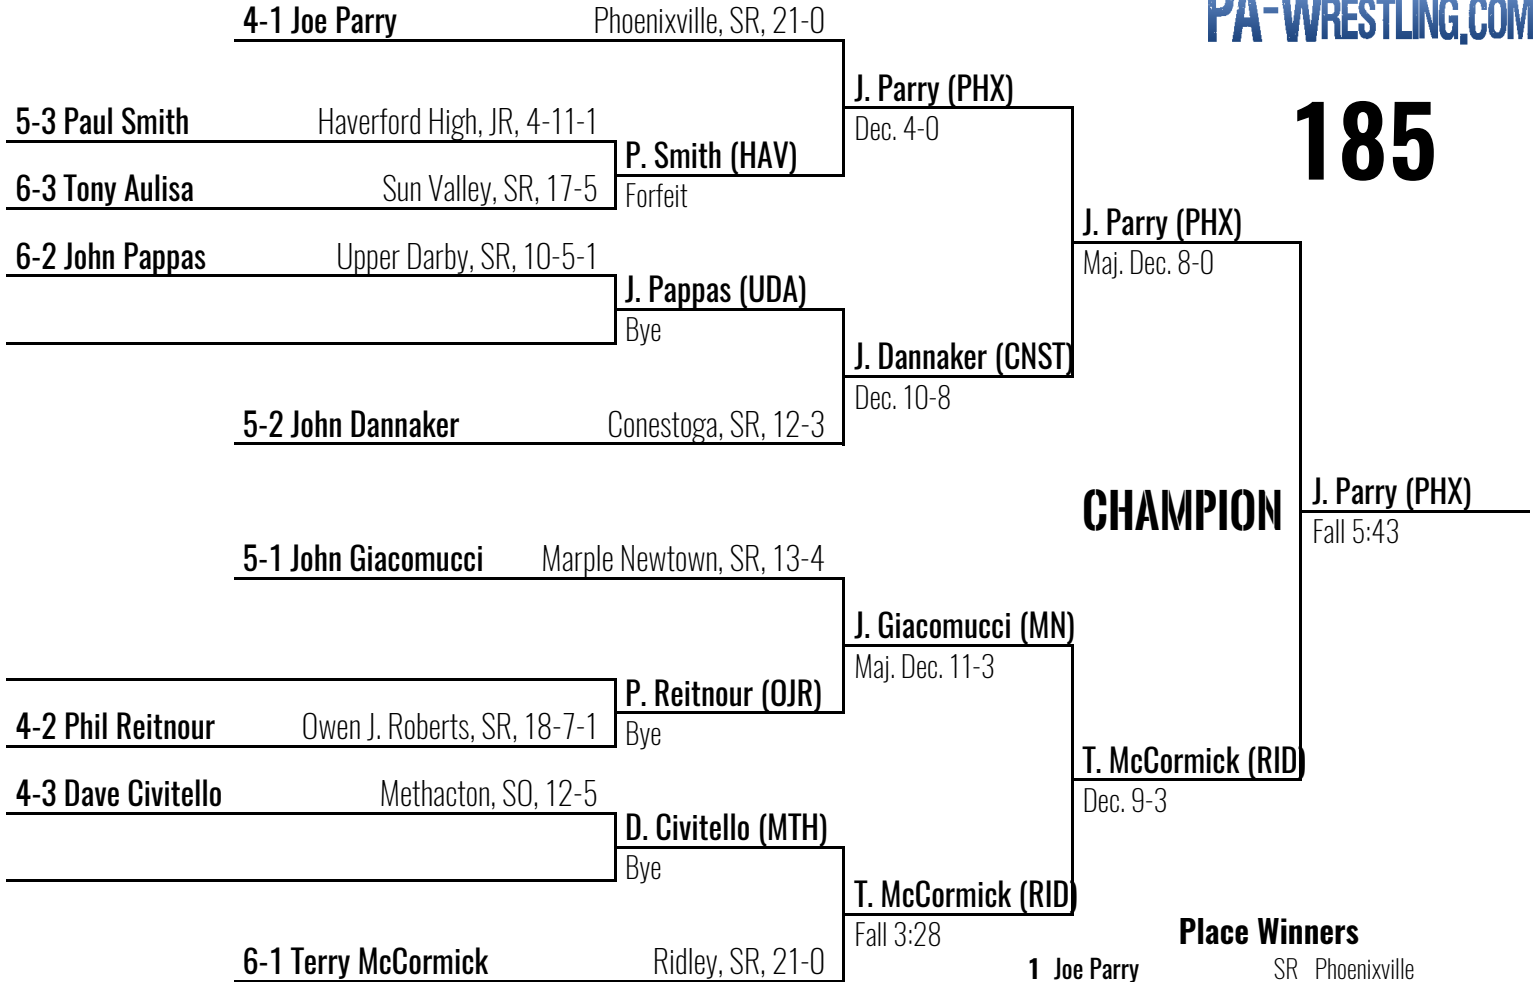 4-1 Joe Parry Phoenixville, SR, 21-0
PA-WRESTLING.COM
J. Parry (PHX)
Dec. 4-0
185
5-3 Paul Smith Haverford High, JR, 4-11-1
P. Smith (HAV)
Forfeit
6-3 Tony Aulisa Sun Valley, SR, 17-5
J. Parry (PHX)
Maj. Dec. 8-0
6-2 John Pappas Upper Darby, SR, 10-5-1
J. Pappas (UDA)
Bye
J. Dannaker (CNST)
Dec. 10-8
5-2 John Dannaker Conestoga, SR, 12-3
CHAMPION
J. Parry (PHX)
Fall 5:43
5-1 John Giacomucci Marple Newtown, SR, 13-4
J. Giacomucci (MN)
Maj. Dec. 11-3
P. Reitnour (OJR)
Bye
4-2 Phil Reitnour Owen J. Roberts, SR, 18-7-1
T. McCormick (RID)
Dec. 9-3
4-3 Dave Civitello Methacton, SO, 12-5
D. Civitello (MTH)
Bye
T. McCormick (RID)
Fall 3:28
6-1 Terry McCormick Ridley, SR, 21-0
Place Winners
1 Joe Parry SR Phoenixville